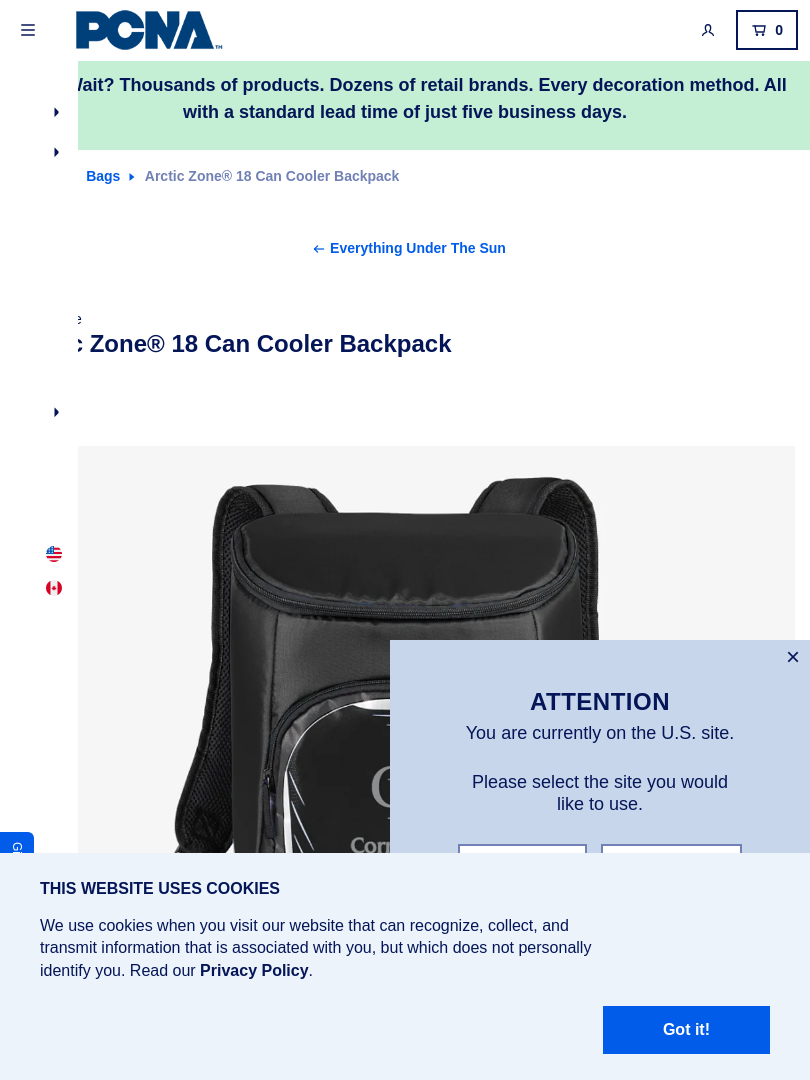 PCNA™
0
Wait? Thousands of products. Dozens of retail brands. Every decoration method. All
with a standard lead time of just five business days.
Bags
Arctic Zone® 18 Can Cooler Backpack
Everything Under The Sun
Zone® 18 Can Cooler Backpack
ATTENTION
You are currently on the U.S. site.
Please select the site you would
like to use.
THIS WEBSITE USES COOKIES
We use cookies when you visit our website that can recognize, collect, and
transmit information that is associated with you, but which does not personally
identify you. Read our Privacy Policy.
Got it!